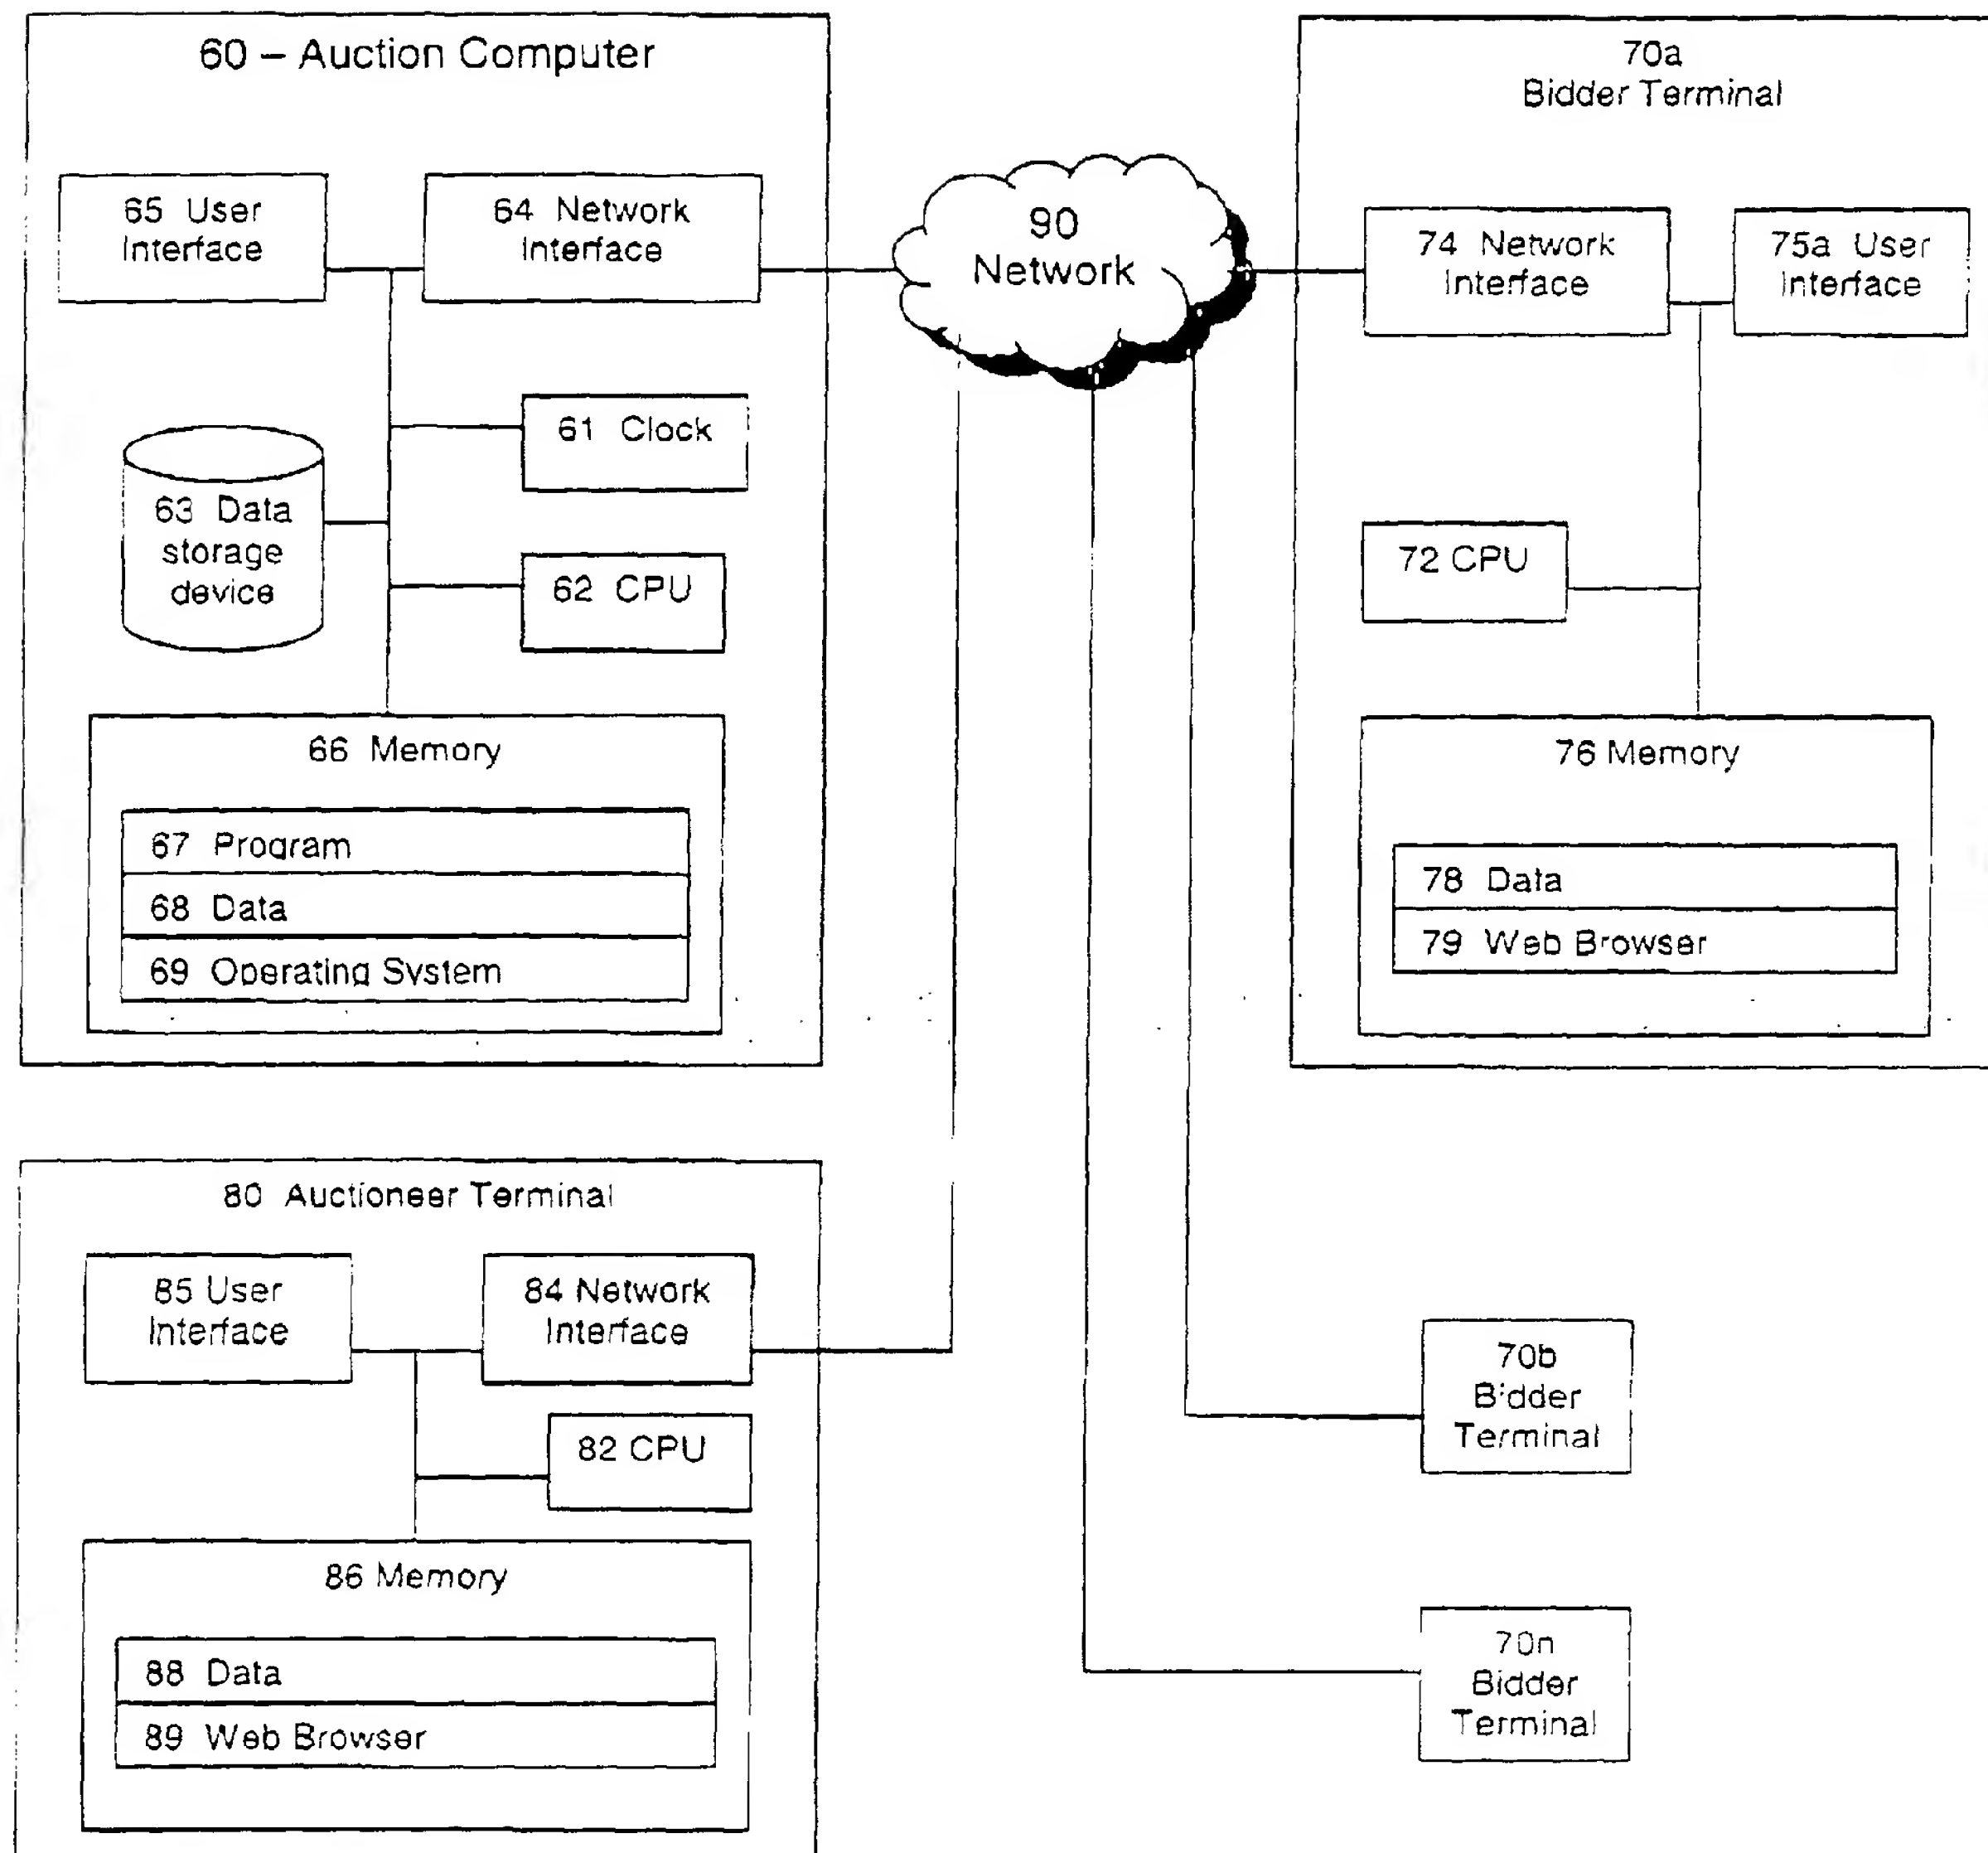 60 – Auction Computer
65 User
Interface
64 Network
Interface
61 Clock
63 Data
storage
device
62 CPU
66 Memory
67 Program
68 Data
69 Operating System
90
Network
70a
Bidder Terminal
74 Network
Interface
75a User
Interface
72 CPU
76 Memory
78 Data
79 Web Browser
80 Auctioneer Terminal
85 User
Interface
84 Network
Interface
82 CPU
86 Memory
88 Data
89 Web Browser
70b
Bidder
Terminal
70n
Bidder
Terminal